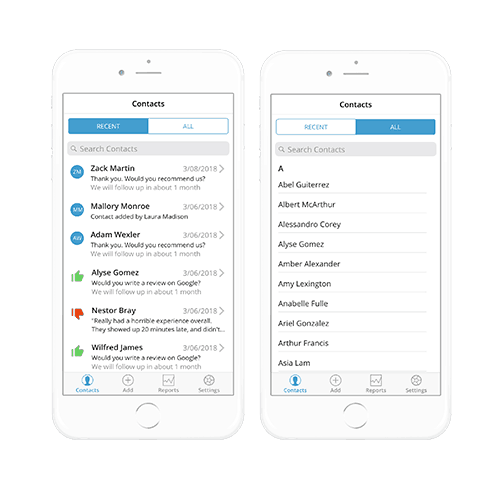 Contacts
RECENT
ALL
Search Contacts
ZM
Zack Martin
3/08/2018
Thank you. Would you recommend us?
We will follow up in about 1 month
MM
Mallory Monroe
3/06/2018
Contact added by Laura Madison
AW
Adam Wexler
3/06/2018
Thank you. Would you recommend us?
We will follow up in about 1 month
Alyse Gomez
3/06/2018
Would you write a review on Google?
We will follow up in about 1 month
Nestor Bray
3/06/2018
"Really had a horrible experience overall.
They showed up 20 minutes late, and didn't...
Wilfred James
3/06/2018
Would you write a review on Google?
We will follow up in about 1 month
Contacts
Add
Reports
Settings
Contacts
RECENT
ALL
Search Contacts
A
Abel Guiterrez
Albert McArthur
Alessandro Corey
Alyse Gomez
Amber Alexander
Amy Lexington
Anabelle Fulle
Ariel Gonzalez
Arthur Francis
Asia Lam
Contacts
Add
Reports
Settings